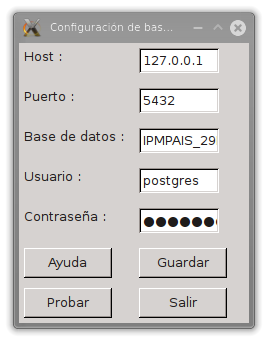 Configuración de bas...
Host :
127.0.0.1
Puerto :
5432
Base de datos :
IPMPAIS_29
Usuario :
postgres
Contraseña :
●●●●●●●
Ayuda
Guardar
Probar
Salir